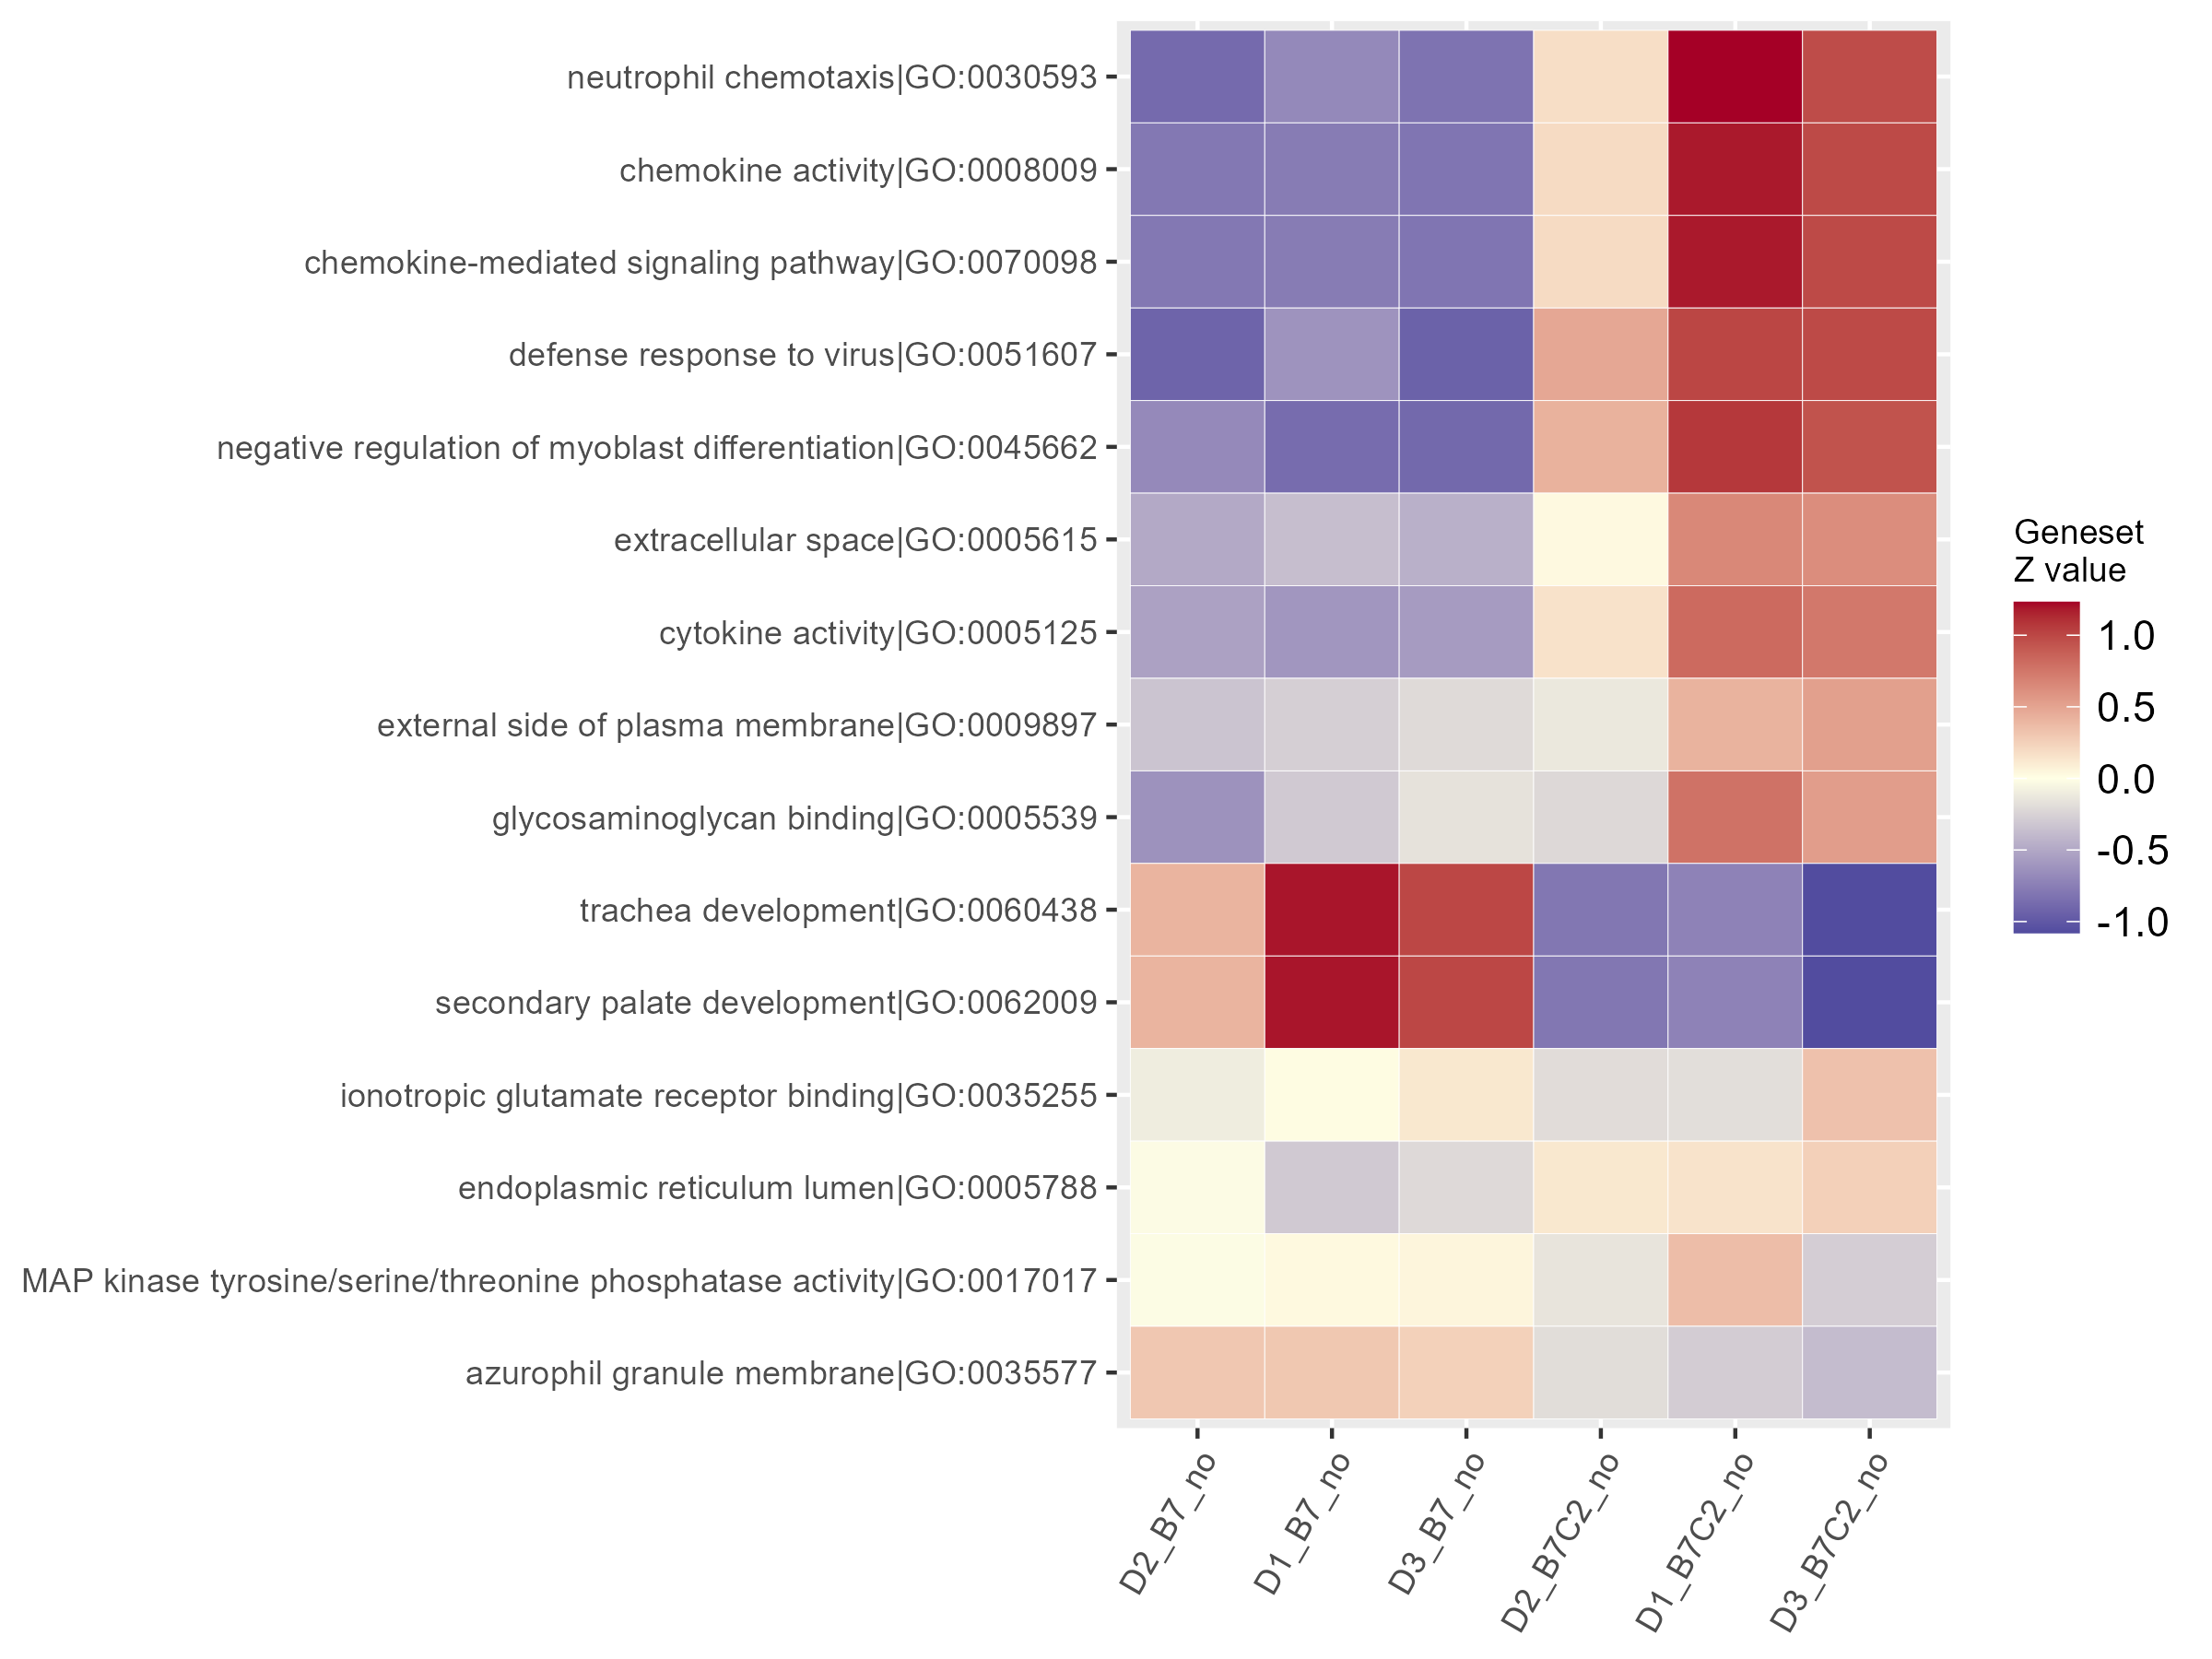 neutrophil chemotaxis|GO:0030593
chemokine activity|GO:0008009
chemokine-mediated signaling pathway|GO:0070098
defense response to virus|GO:0051607
negative regulation of myoblast differentiation|GO:0045662
extracellular space|GO:0005615
cytokine activity|GO:0005125
external side of plasma membrane|GO:0009897
glycosaminoglycan binding|GO:0005539
trachea development|GO:0060438
secondary palate development|GO:0062009
ionotropic glutamate receptor binding|GO:0035255
endoplasmic reticulum lumen|GO:0005788
MAP kinase tyrosine/serine/threonine phosphatase activity|GO:0017017
azurophil granule membrane|GO:0035577
D2_B7_no
D1_B7_no
D3_B7_no
D2_B7C2_no
D1_B7C2_no
D3_B7C2_no
Geneset
Z value
1.0
0.5
0.0
-0.5
-1.0